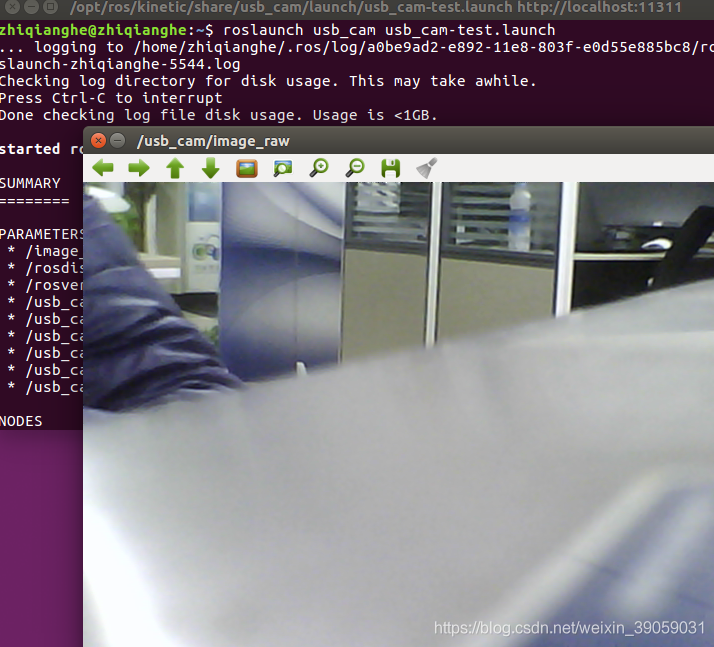 /opt/ros/kinetic/share/usb_cam/launch/usb_cam-test.launch http://localhost:11311
zhiqianghe@zhiqianghe:~$ roslaunch usb_cam usb_cam-test.launch
... logging to /home/zhiqianghe/.ros/log/a0be9ad2-e892-11e8-803f-e0d55e885bc8/ro
slaunch-zhiqianghe-5544.log
Checking log directory for disk usage. This may take awhile.
Press Ctrl-C to interrupt
Done checking log file disk usage. Usage is <1GB.
/usb_cam/image_raw
started ro
SUMMARY
========
PARAMETERS
* /image_
* /rosdis
* /rosver
* /usb_ca
* /usb_ca
* /usb_ca
* /usb_ca
* /usb_ca
* /usb_ca
NODES
https://blog.csdn.net/weixin_39059031